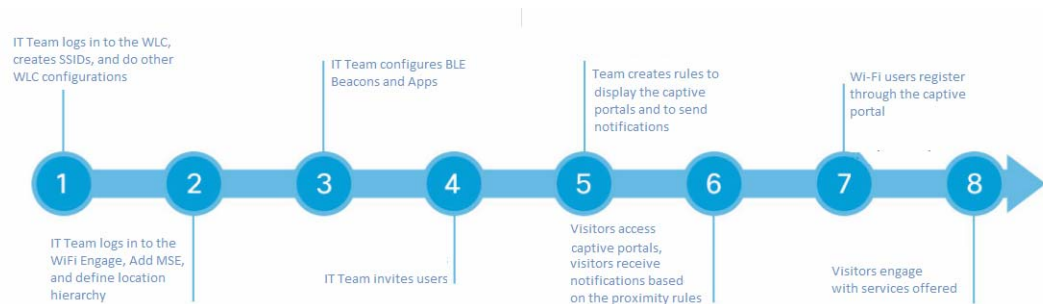 IT Team logs in to the WLC,
creates SSIDs, and do other
WLC configurations
IT Team configures BLE
Beacons and Apps
Team creates rules to
display the captive
portals and to send
notifications
Wi-Fi users register
through the captive
portal
1
2
3
4
5
6
7
8
IT Team logs in to the
WiFi Engage, Add MSE,
and define location
hierarchy
IT Team invites users
Visitors access
captive portals,
visitors receive
notifications based
on the proximity rules
Visitors engage
with services offered